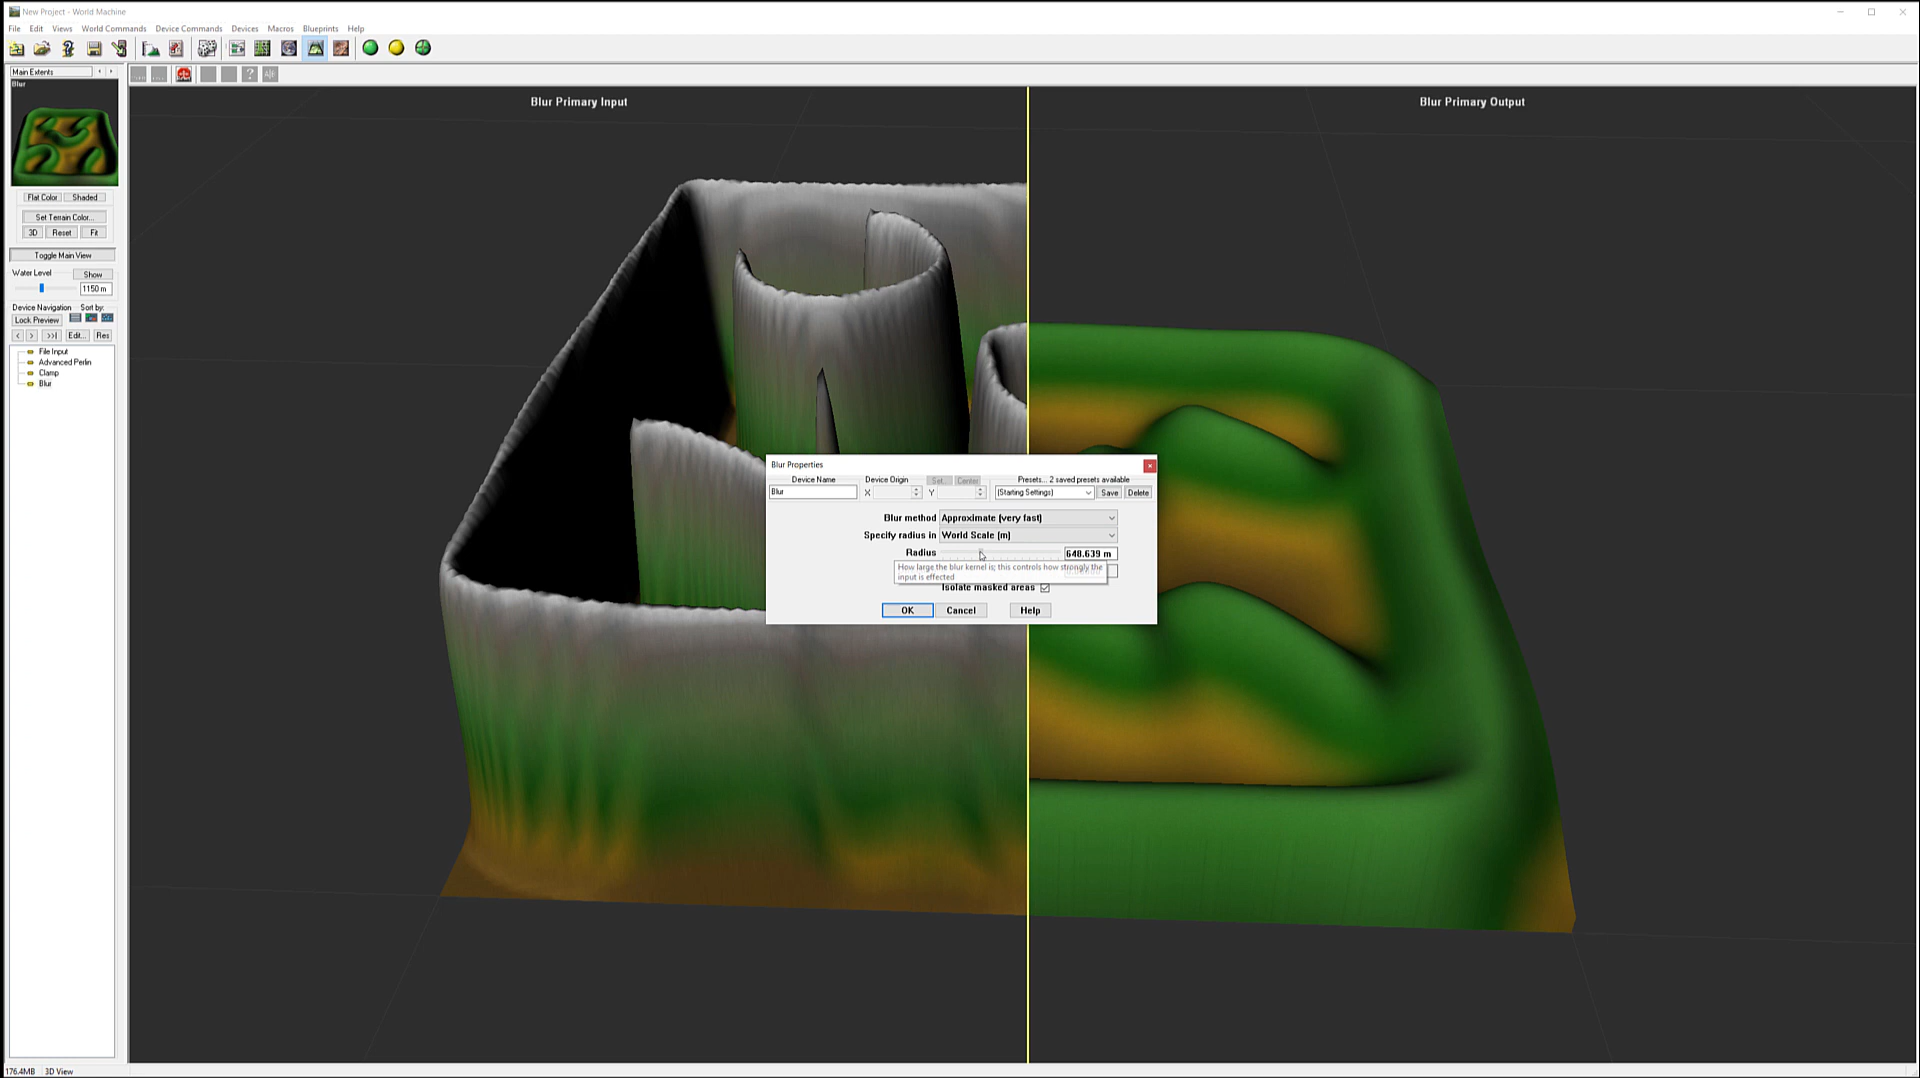 New Project - World Machine
File Edit Views World Commands Device Commands Devices Macros Blueprints Help
Main Extents
Blur
Flat Color Shaded
Set Terrain Color...
3D Reset Fit
Toggle Main View
Water Level Show
1150 m
Device Navigation Sort by:
Lock Preview
< > >>| Edit... Res
File Input
Advanced Perlin
Clamp
Blur
Blur Primary Input
Blur Primary Output
Blur Properties
Device Name Device Origin Set... Center Presets... 2 saved presets available
Blur X Y (Starting Settings) Save Delete
Blur method Approximate (very fast)
Specify radius in World Scale (m)
Radius 648.639 m
How large the blur kernel is; this controls how strongly the
input is effected
Isolate masked areas
OK Cancel Help
176.4MB 3D View